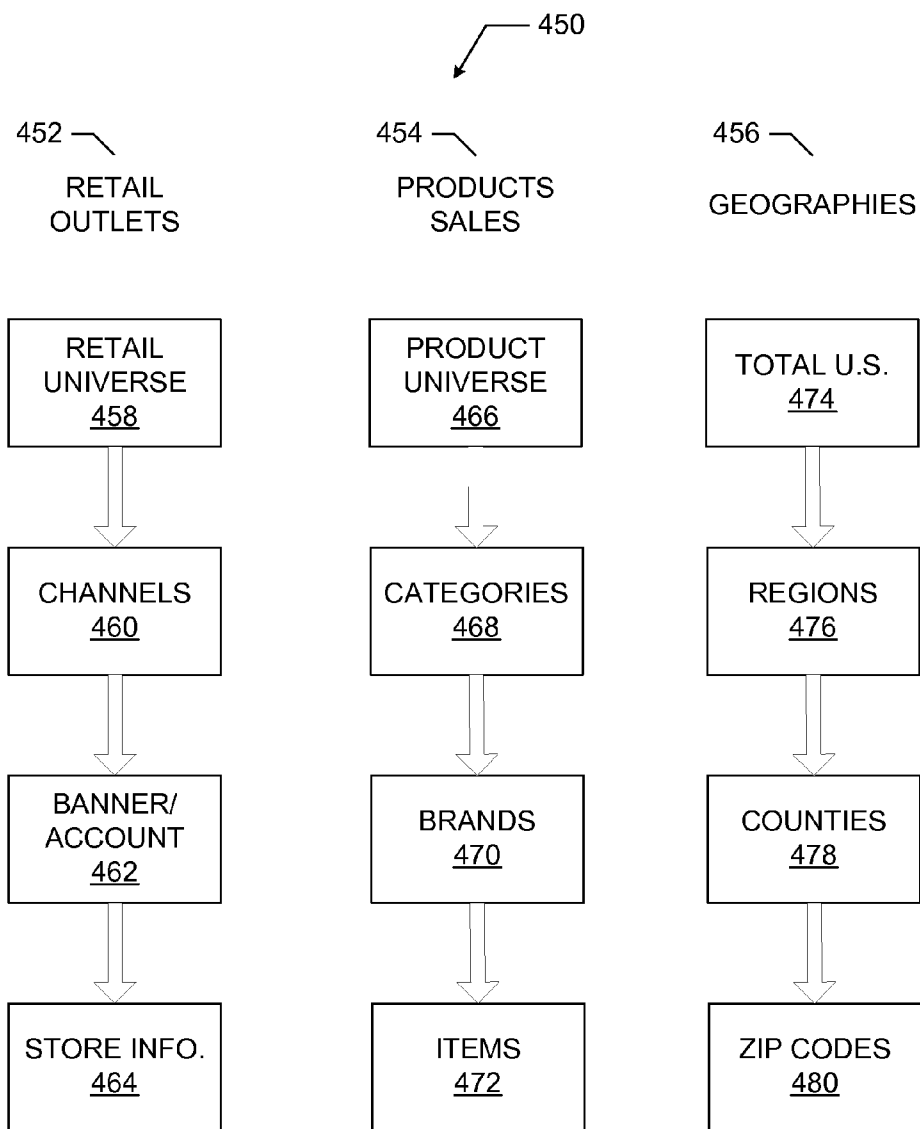 450
452
RETAIL
OUTLETS
454
PRODUCTS
SALES
456
GEOGRAPHIES
RETAIL
UNIVERSE
458
PRODUCT
UNIVERSE
466
TOTAL U.S.
474
CHANNELS
460
CATEGORIES
468
REGIONS
476
BANNER/
ACCOUNT
462
BRANDS
470
COUNTIES
478
STORE INFO.
464
ITEMS
472
ZIP CODES
480